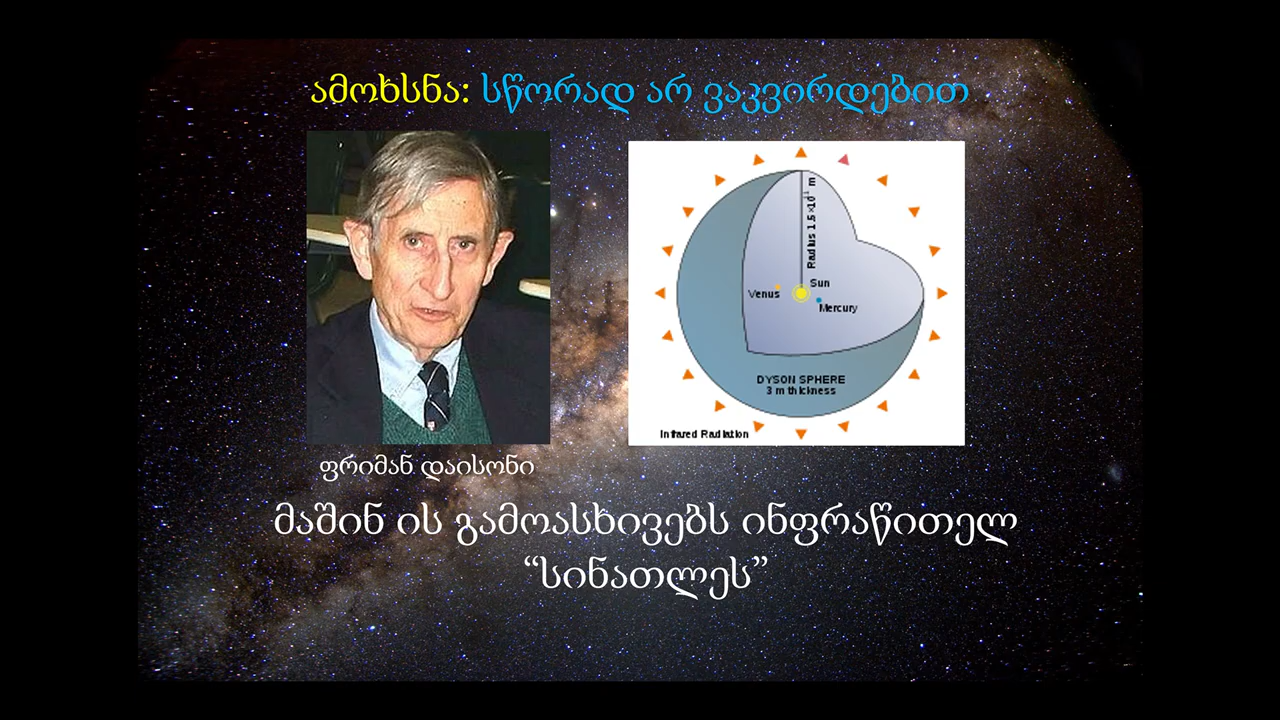 ამოხსნა: სწორად არ ვაკვირდებით
Radius 1.5×10¹ m
Sun
Venus
Mercury
DYSON SPHERE
3 m thickness
Infrared Radiation
ფრიმან დაისონი
მაშინ ის გამოასხივებს ინფრაწითელ
“სინათლეს”